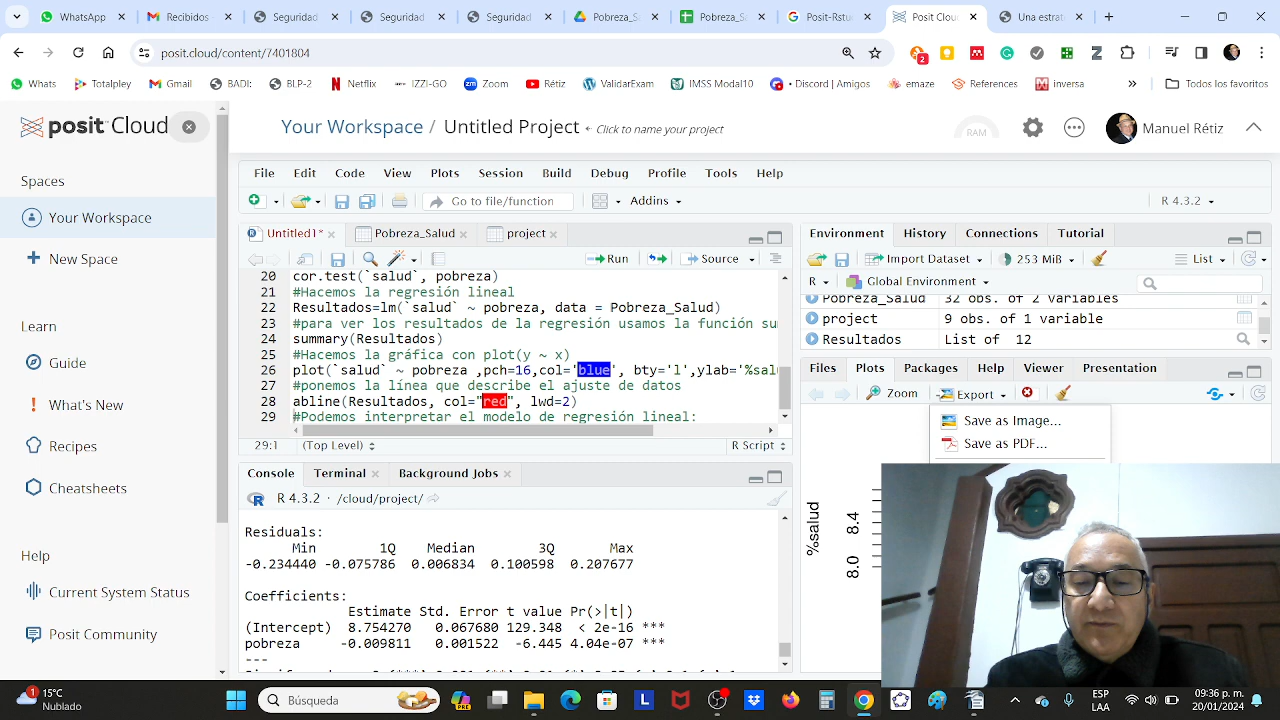 WhatsApp
Recibidos
Seguridad
Seguridad
Seguridad
Pobreza_S
Pobreza_S
Posit-Rstu
Posit Clou
Una estrat
posit.cloud/content/7401804
2
Whats
Totalpley
Gmail
BADI:
BLP-2
Netflix
IZZI-GO
Zoom
Rétiz
ValidarExam
IMSS Modal10
• Discord | Amigos
emaze
References
inversa
Todos los favoritos
posit Cloud
Your Workspace / Untitled Project
Click to name your project
RAM
Manuel Rétiz
Spaces
Your Workspace
New Space
Learn
Guide
What's New
Recipes
Cheatsheets
Help
Current System Status
Posit Community
File Edit Code View Plots Session Build Debug Profile Tools Help
Go to file/function
Addins
R 4.3.2
Untitled1*
Pobreza_Salud
project
Run
Source
20 cor.test(`salud`, pobreza)
21 #Hacemos la regresión lineal
22 Resultados=lm(`salud` ~ pobreza, data = Pobreza_Salud)
23 #para ver los resultados de la regresión usamos la función su
24 summary(Resultados)
25 #Hacemos la gráfica con plot(y ~ x)
26 plot(`salud` ~ pobreza ,pch=16,col='blue', bty='l',ylab='%salu
27 #ponemos la línea que describe el ajuste de datos
28 abline(Resultados, col="red", lwd=2)
29 #Podemos interpretar el modelo de regresión lineal:
29:1 (Top Level)
R Script
Console Terminal Background Jobs
R 4.3.2 · /cloud/project/
Residuals:
Min 1Q Median 3Q Max
-0.234440 -0.075786 0.006834 0.100598 0.207677
Coefficients:
Estimate Std. Error t value Pr(>|t|)
(Intercept) 8.754270 0.067680 129.348 < 2e-16 ***
pobreza -0.009811 0.001522 -6.445 4.04e-07 ***
---
Environment History Connections Tutorial
Import Dataset
253 MiB
List
R
Global Environment
Pobreza_Salud 32 obs. of 2 variables
project 9 obs. of 1 variable
Resultados List of 12
Files Plots Packages Help Viewer Presentation
Zoom
Export
Save as Image...
Save as PDF...
%salud
8.4
8.0
1
15°C
Nublado
Búsqueda
ESP
LAA
09:36 p. m.
20/01/2024